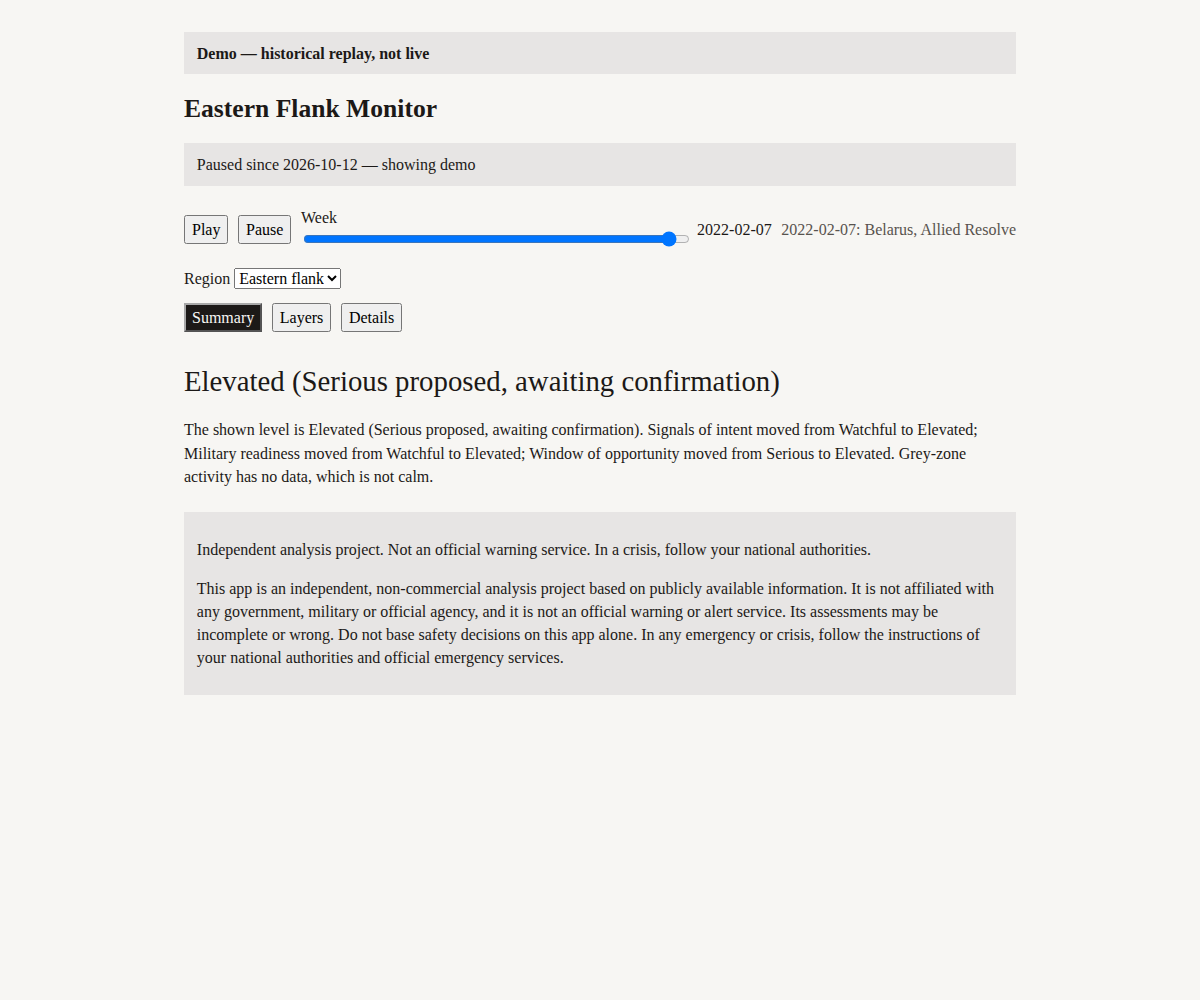 Demo — historical replay, not live
Eastern Flank Monitor
Paused since 2026-10-12 — showing demo
Play
Pause
Week
2022-02-07
2022-02-07: Belarus, Allied Resolve
Region
Eastern flank
Summary
Layers
Details
Elevated (Serious proposed, awaiting confirmation)
The shown level is Elevated (Serious proposed, awaiting confirmation). Signals of intent moved from Watchful to Elevated;
Military readiness moved from Watchful to Elevated; Window of opportunity moved from Serious to Elevated. Grey-zone
activity has no data, which is not calm.
Independent analysis project. Not an official warning service. In a crisis, follow your national authorities.
This app is an independent, non-commercial analysis project based on publicly available information. It is not affiliated with
any government, military or official agency, and it is not an official warning or alert service. Its assessments may be
incomplete or wrong. Do not base safety decisions on this app alone. In any emergency or crisis, follow the instructions of
your national authorities and official emergency services.